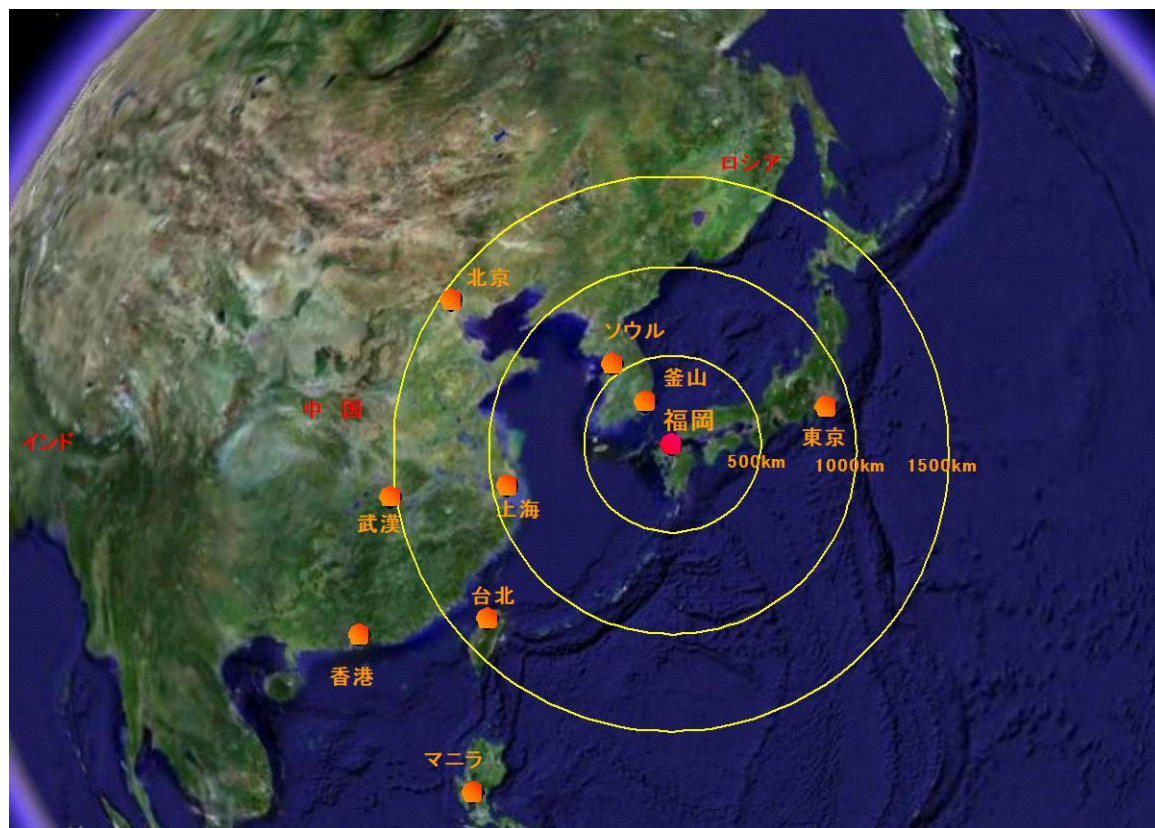 ロシア
北京
ソウル
釜山
中 国
福岡
インド
東京
500km
1000km
1500km
上海
武漢
台北
香港
マニラ